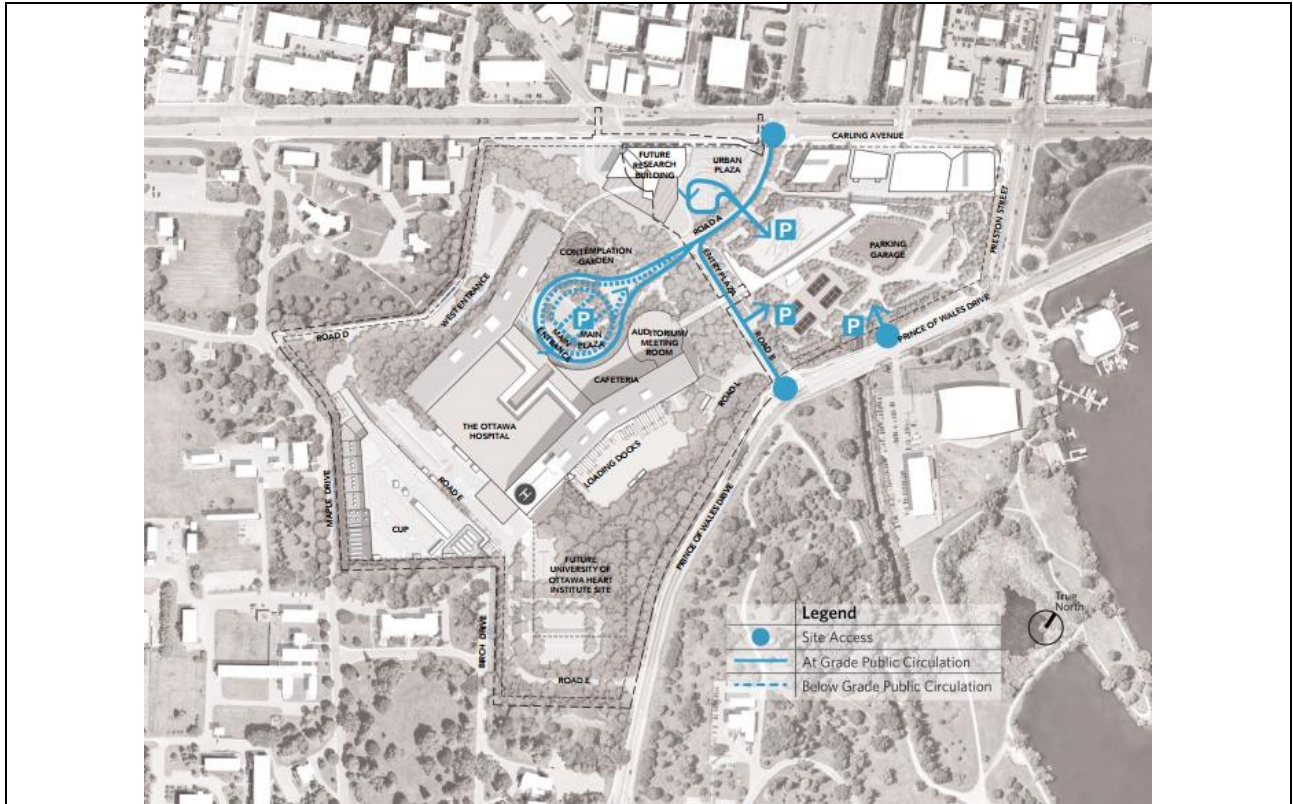 CARLING AVENUE
FUTURE
RESEARCH
BUILDING
URBAN
PLAZA
P
ROAD A
PRESTON STREET
PARKING
GARAGE
CONTEMPLATION
GARDEN
ENTRY PLAZA
WEST ENTRANCE
ROAD D
P
MAIN
ENTRANCE
MAIN
PLAZA
AUDITORIUM/
MEETING
ROOM
P
P
PRINCE OF WALES DRIVE
ROAD B
CAFETERIA
ROAD L
THE OTTAWA
HOSPITAL
LOADING DOCKS
ROAD E
H
MAPLE DRIVE
CUP
PRINCE OF WALES DRIVE
FUTURE
UNIVERSITY OF
OTTAWA HEART
INSTITUTE SITE
BIRCH DRIVE
ROAD E
True
North
Legend
Site Access
At Grade Public Circulation
Below Grade Public Circulation